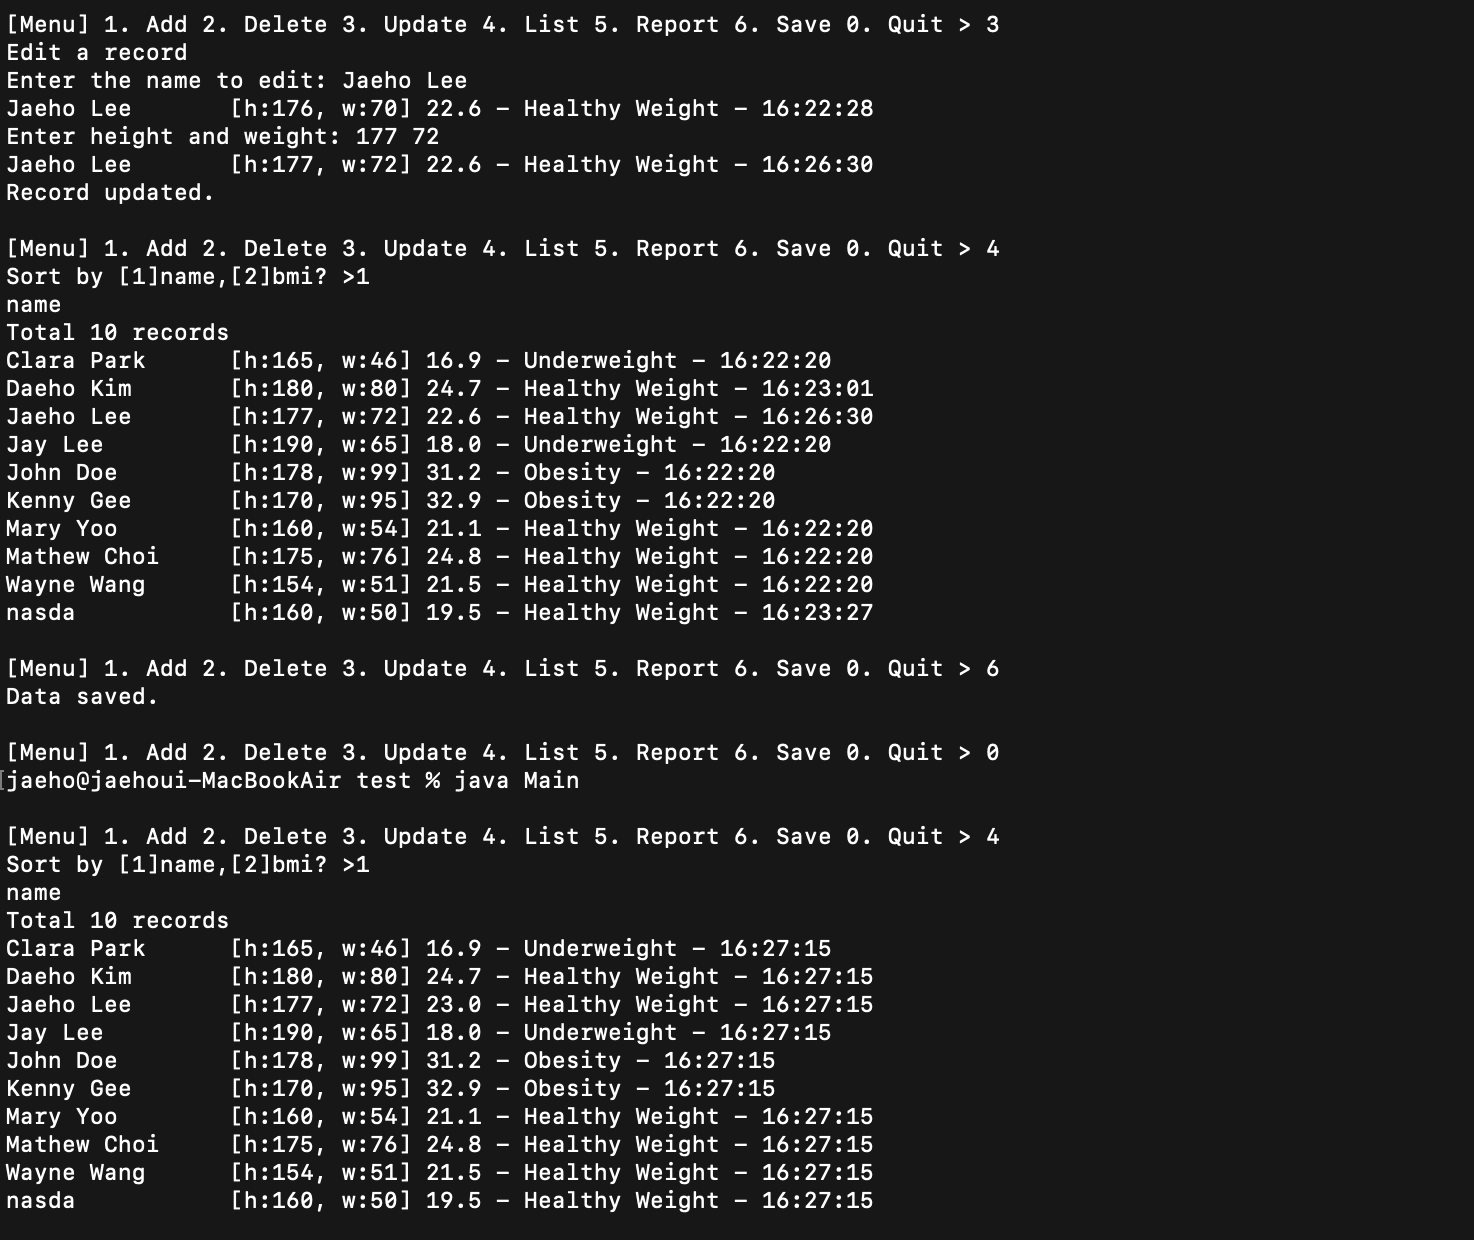 [Menu] 1. Add 2. Delete 3. Update 4. List 5. Report 6. Save 0. Quit > 3
Edit a record
Enter the name to edit: Jaeho Lee
Jaeho Lee       [h:176, w:70] 22.6 - Healthy Weight - 16:22:28
Enter height and weight: 177 72
Jaeho Lee       [h:177, w:72] 22.6 - Healthy Weight - 16:26:30
Record updated.

[Menu] 1. Add 2. Delete 3. Update 4. List 5. Report 6. Save 0. Quit > 4
Sort by [1]name,[2]bmi? >1
name
Total 10 records
Clara Park      [h:165, w:46] 16.9 - Underweight - 16:22:20
Daeho Kim       [h:180, w:80] 24.7 - Healthy Weight - 16:23:01
Jaeho Lee       [h:177, w:72] 22.6 - Healthy Weight - 16:26:30
Jay Lee         [h:190, w:65] 18.0 - Underweight - 16:22:20
John Doe        [h:178, w:99] 31.2 - Obesity - 16:22:20
Kenny Gee       [h:170, w:95] 32.9 - Obesity - 16:22:20
Mary Yoo        [h:160, w:54] 21.1 - Healthy Weight - 16:22:20
Mathew Choi     [h:175, w:76] 24.8 - Healthy Weight - 16:22:20
Wayne Wang      [h:154, w:51] 21.5 - Healthy Weight - 16:22:20
nasda           [h:160, w:50] 19.5 - Healthy Weight - 16:23:27

[Menu] 1. Add 2. Delete 3. Update 4. List 5. Report 6. Save 0. Quit > 6
Data saved.

[Menu] 1. Add 2. Delete 3. Update 4. List 5. Report 6. Save 0. Quit > 0
jaeho@jaehoui-MacBookAir test % java Main

[Menu] 1. Add 2. Delete 3. Update 4. List 5. Report 6. Save 0. Quit > 4
Sort by [1]name,[2]bmi? >1
name
Total 10 records
Clara Park      [h:165, w:46] 16.9 - Underweight - 16:27:15
Daeho Kim       [h:180, w:80] 24.7 - Healthy Weight - 16:27:15
Jaeho Lee       [h:177, w:72] 23.0 - Healthy Weight - 16:27:15
Jay Lee         [h:190, w:65] 18.0 - Underweight - 16:27:15
John Doe        [h:178, w:99] 31.2 - Obesity - 16:27:15
Kenny Gee       [h:170, w:95] 32.9 - Obesity - 16:27:15
Mary Yoo        [h:160, w:54] 21.1 - Healthy Weight - 16:27:15
Mathew Choi     [h:175, w:76] 24.8 - Healthy Weight - 16:27:15
Wayne Wang      [h:154, w:51] 21.5 - Healthy Weight - 16:27:15
nasda           [h:160, w:50] 19.5 - Healthy Weight - 16:27:15